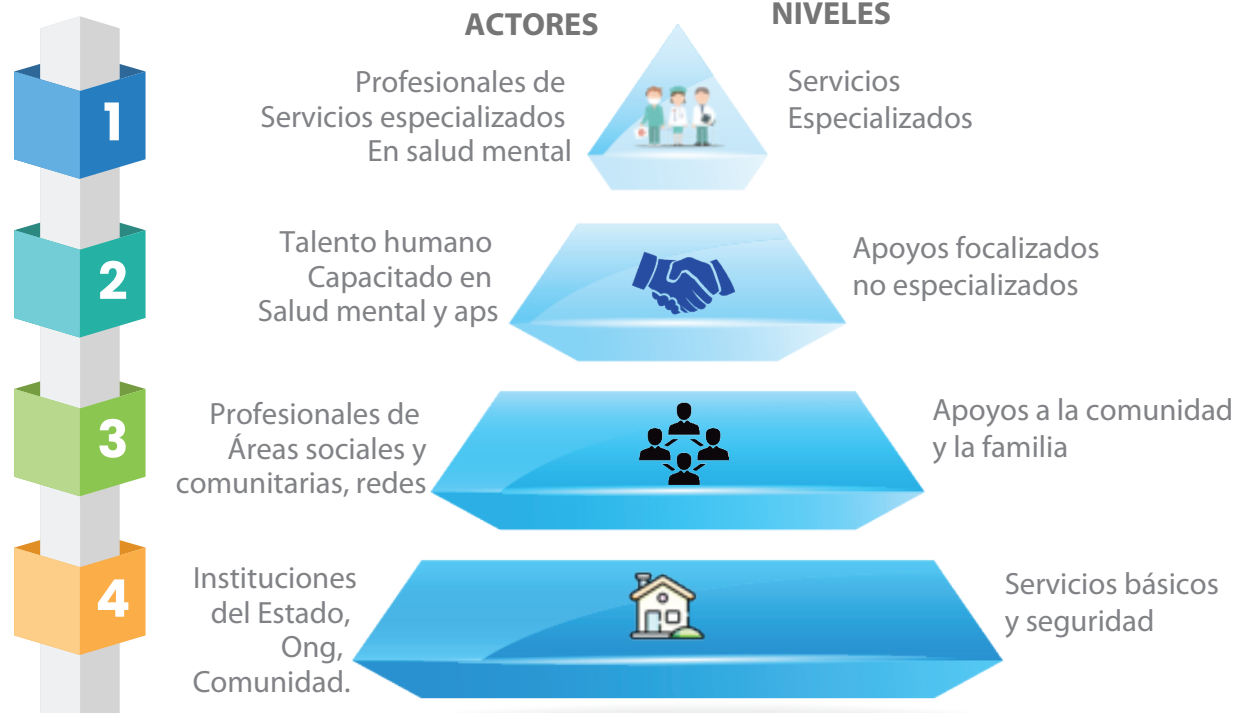 ACTORES
NIVELES
1
Profesionales de
Servicios especializados
En salud mental
Servicios
Especializados
2
Talento humano
Capacitado en
Salud mental y aps
Apoyos focalizados
no especializados
3
Profesionales de
Áreas sociales y
comunitarias, redes
Apoyos a la comunidad
y la familia
4
Instituciones
del Estado,
Ong,
Comunidad.
Servicios básicos
y seguridad